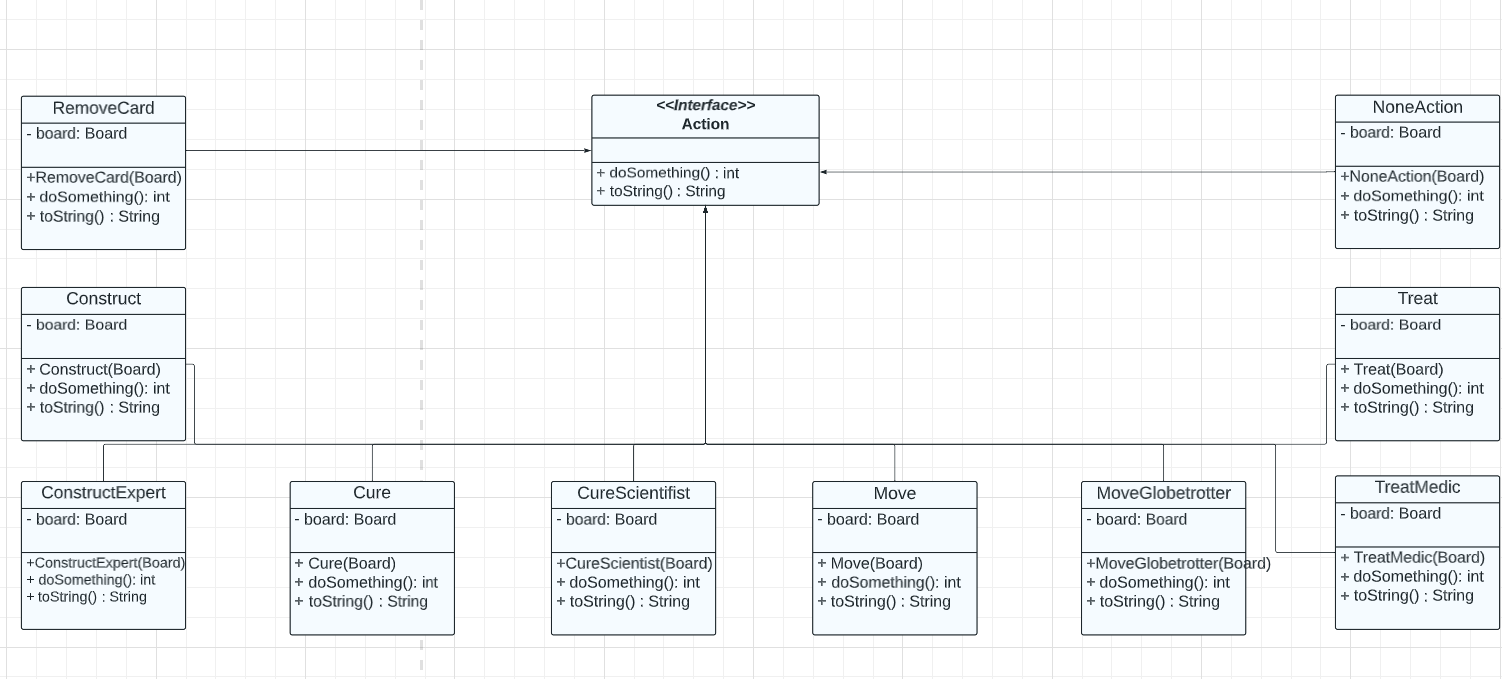 RemoveCard
- board: Board
+RemoveCard(Board)
+ doSomething(): int
+ toString() : String
<<Interface>>
Action
+ doSomething() : int
+ toString() : String
NoneAction
- board: Board
+NoneAction(Board)
+ doSomething(): int
+ toString() : String
Construct
- board: Board
+ Construct(Board)
+ doSomething(): int
+ toString() : String
Treat
- board: Board
+ Treat(Board)
+ doSomething(): int
+ toString() : String
ConstructExpert
- board: Board
+ConstructExpert(Board)
+ doSomething(): int
+ toString() : String
Cure
- board: Board
+ Cure(Board)
+ doSomething(): int
+ toString() : String
CureScientifist
- board: Board
+CureScientist(Board)
+ doSomething(): int
+ toString() : String
Move
- board: Board
+ Move(Board)
+ doSomething(): int
+ toString() : String
MoveGlobetrotter
- board: Board
+MoveGlobetrotter(Board)
+ doSomething(): int
+ toString() : String
TreatMedic
- board: Board
+ TreatMedic(Board)
+ doSomething(): int
+ toString() : String